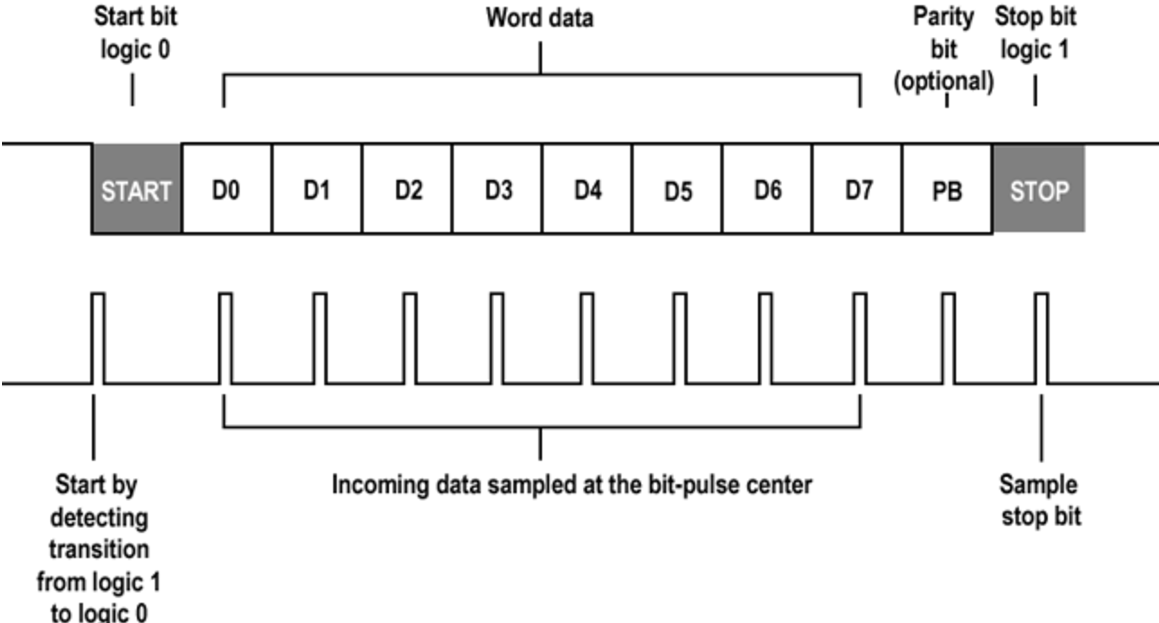 Start bit
logic 0
Word data
Parity
bit
(optional)
Stop bit
logic 1
START D0 D1 D2 D3 D4 D5 D6 D7 PB STOP
Start by
detecting
transition
from logic 1
to logic 0
Incoming data sampled at the bit-pulse center
Sample
stop bit